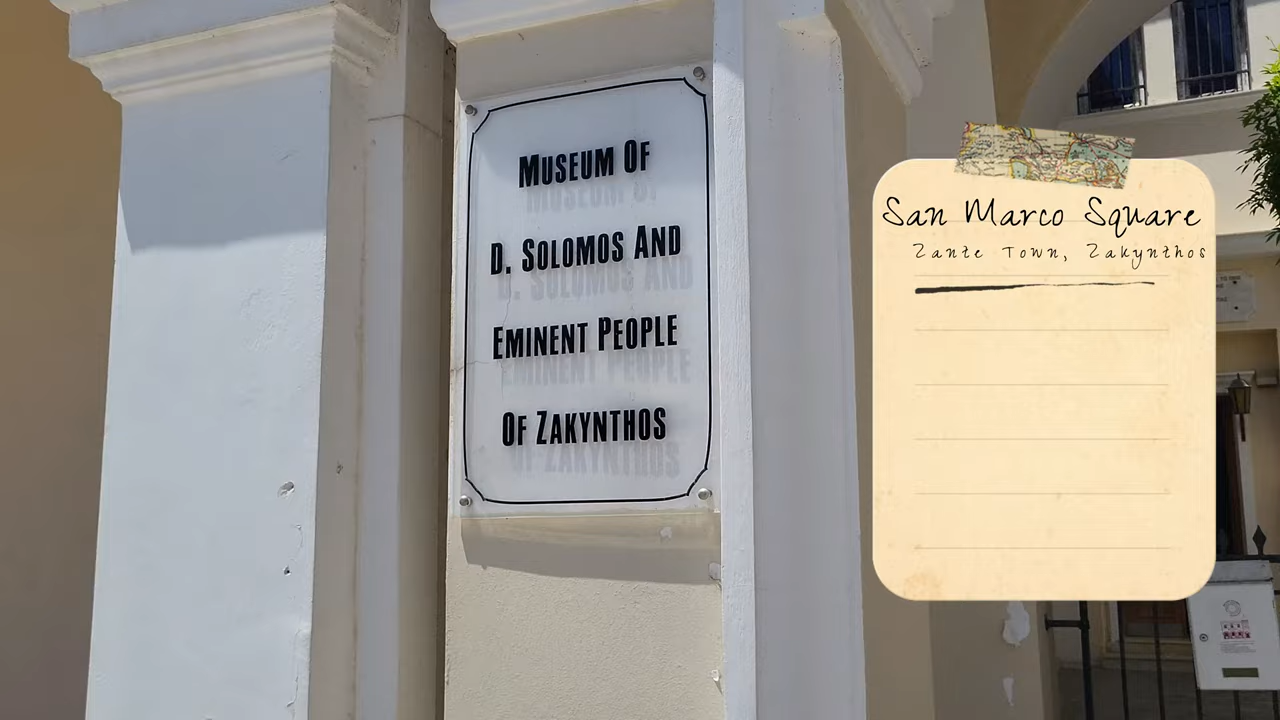 MUSEUM OF
D. SOLOMOS AND
EMINENT PEOPLE
OF ZAKYNTHOS
San Marco Square
Zante Town, Zakynthos